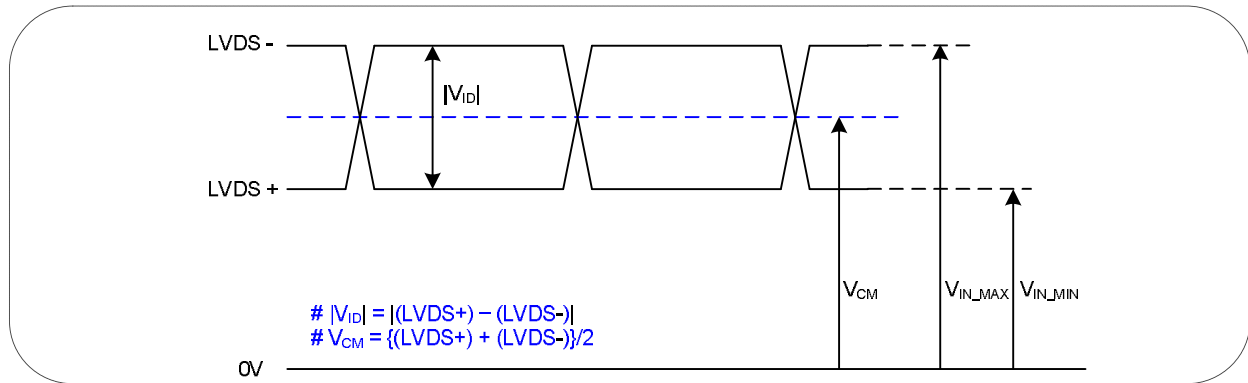 LVDS -
|VID|
LVDS +
VCM
VIN_MAX
VIN_MIN
# |VID| = |(LVDS+) – (LVDS-)|
# VCM = {(LVDS+) + (LVDS-)}/2
0V